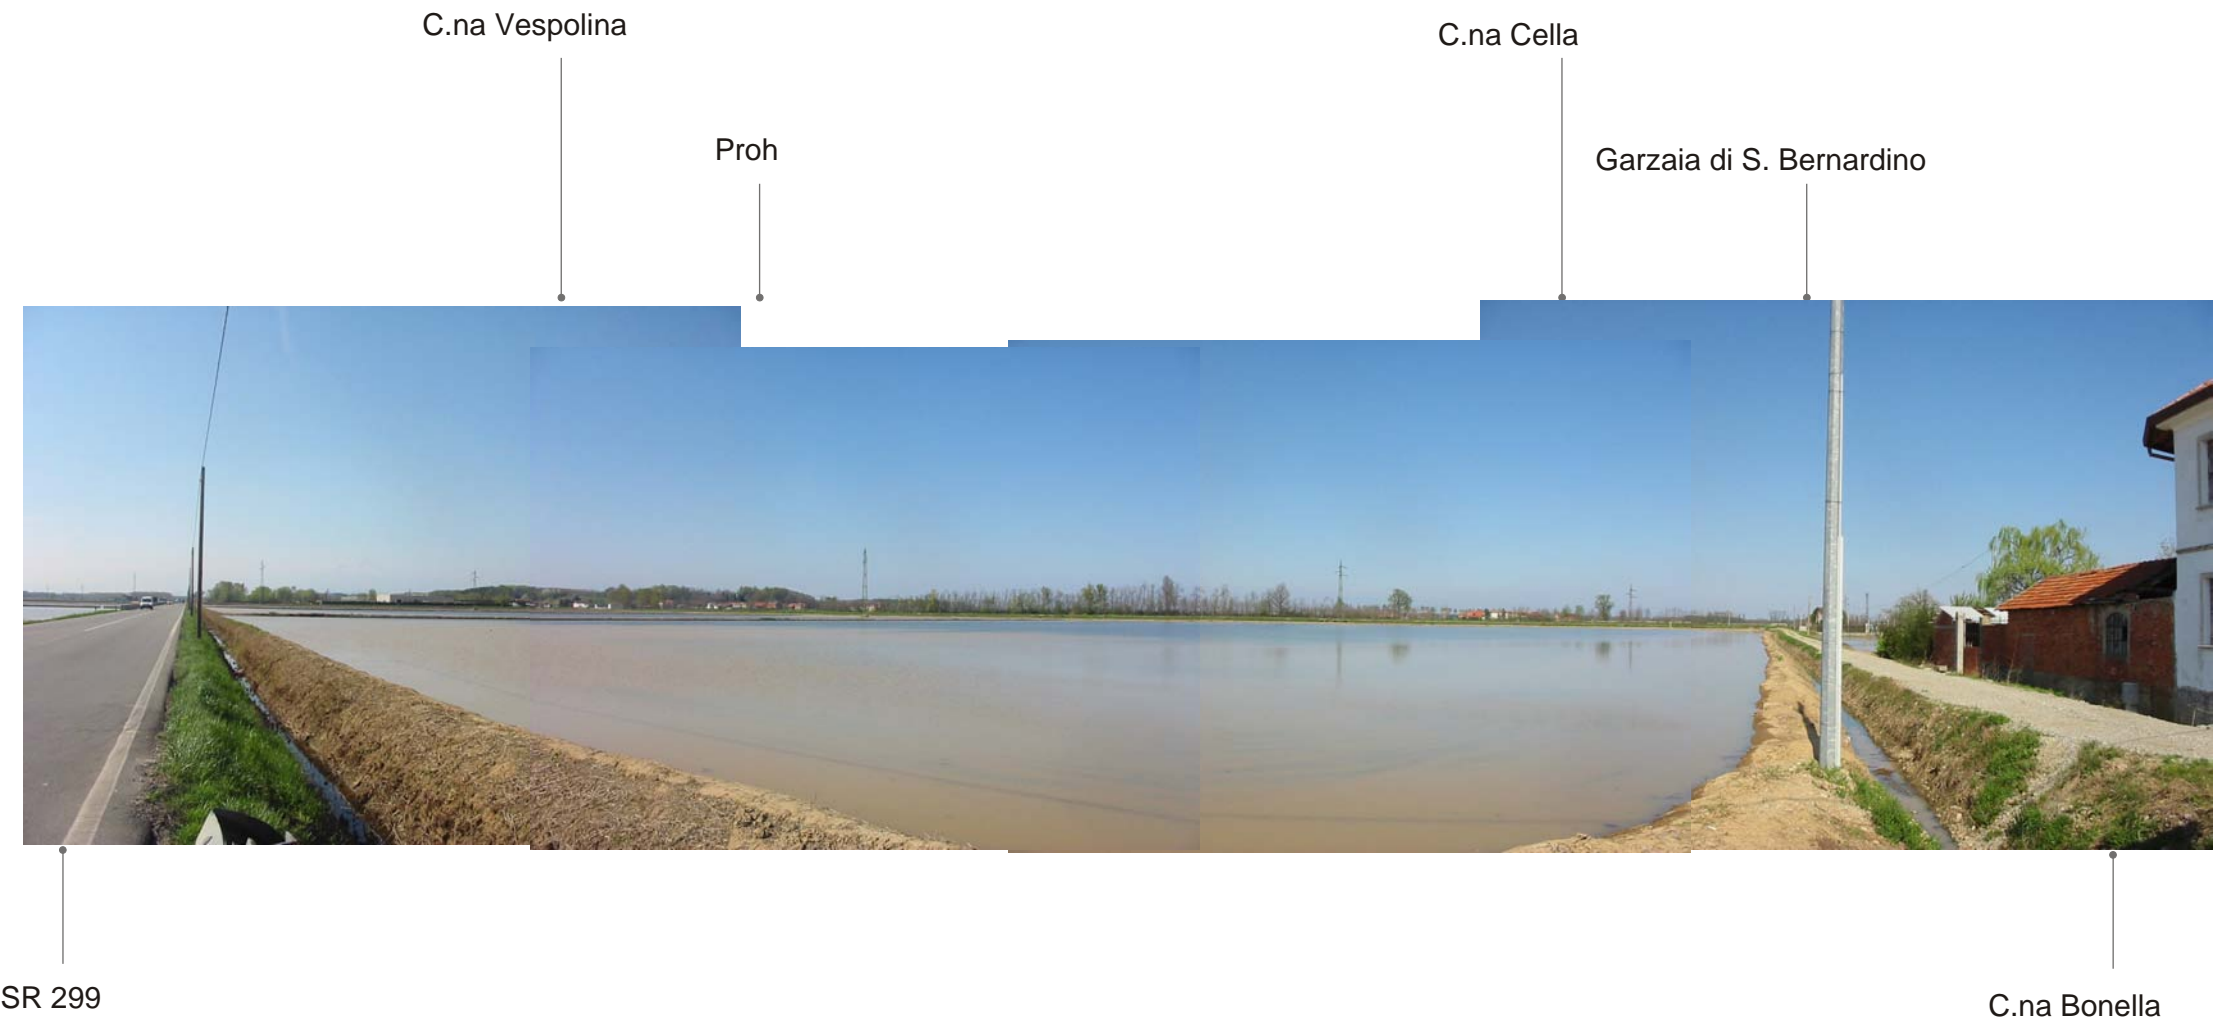 C.na Vespolina
C.na Cella
Proh
Garzaia di S. Bernardino
SR 299
C.na Bonella